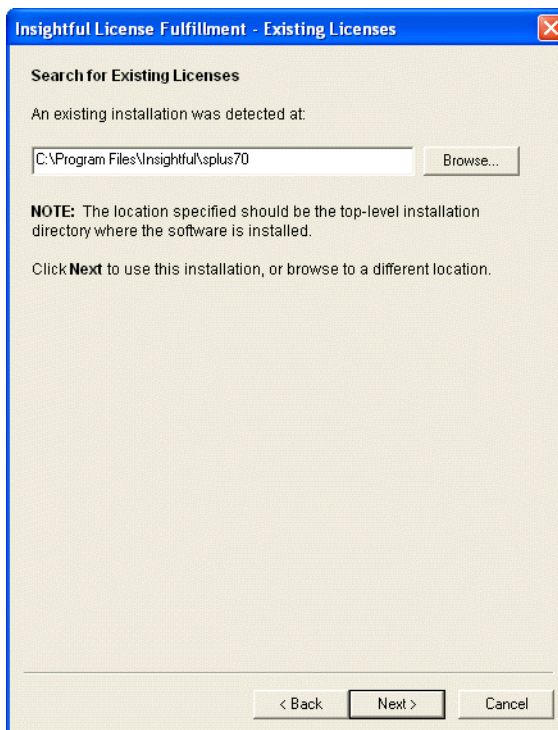 Insightful License Fulfillment - Existing Licenses
Search for Existing Licenses
An existing installation was detected at:
C:\Program Files\Insightful\splus70
Browse...
NOTE: The location specified should be the top-level installation
directory where the software is installed.
Click Next to use this installation, or browse to a different location.
< Back
Next >
Cancel